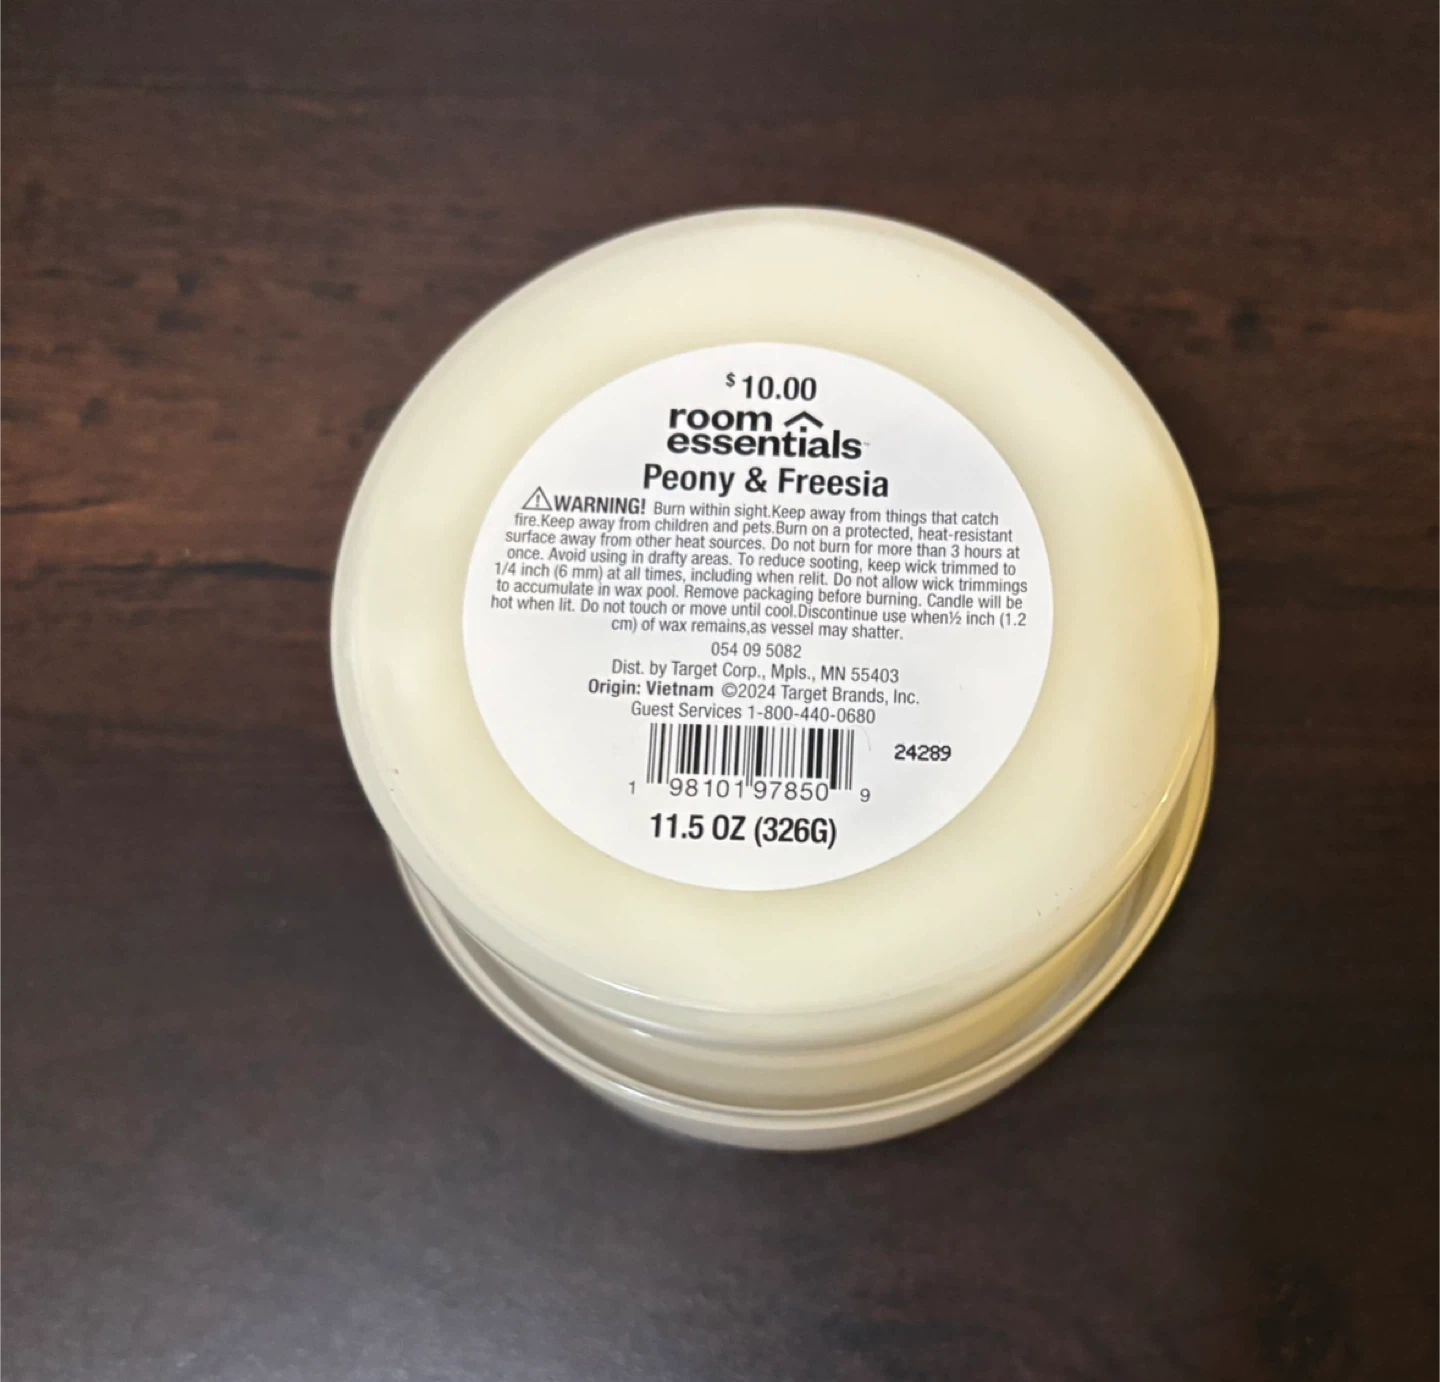 $10.00
room
essentials™
Peony & Freesia
⚠WARNING! Burn within sight.Keep away from things that catch
fire.Keep away from children and pets.Burn on a protected, heat-resistant
surface away from other heat sources. Do not burn for more than 3 hours at
once. Avoid using in drafty areas. To reduce sooting, keep wick trimmed to
1/4 inch (6 mm) at all times, including when relit. Do not allow wick trimmings
to accumulate in wax pool. Remove packaging before burning. Candle will be
hot when lit. Do not touch or move until cool.Discontinue use when½ inch (1.2
cm) of wax remains,as vessel may shatter.
054 09 5082
Dist. by Target Corp., Mpls., MN 55403
Origin: Vietnam ©2024 Target Brands, Inc.
Guest Services 1-800-440-0680
24289
1 98101 97850 9
11.5 OZ (326G)